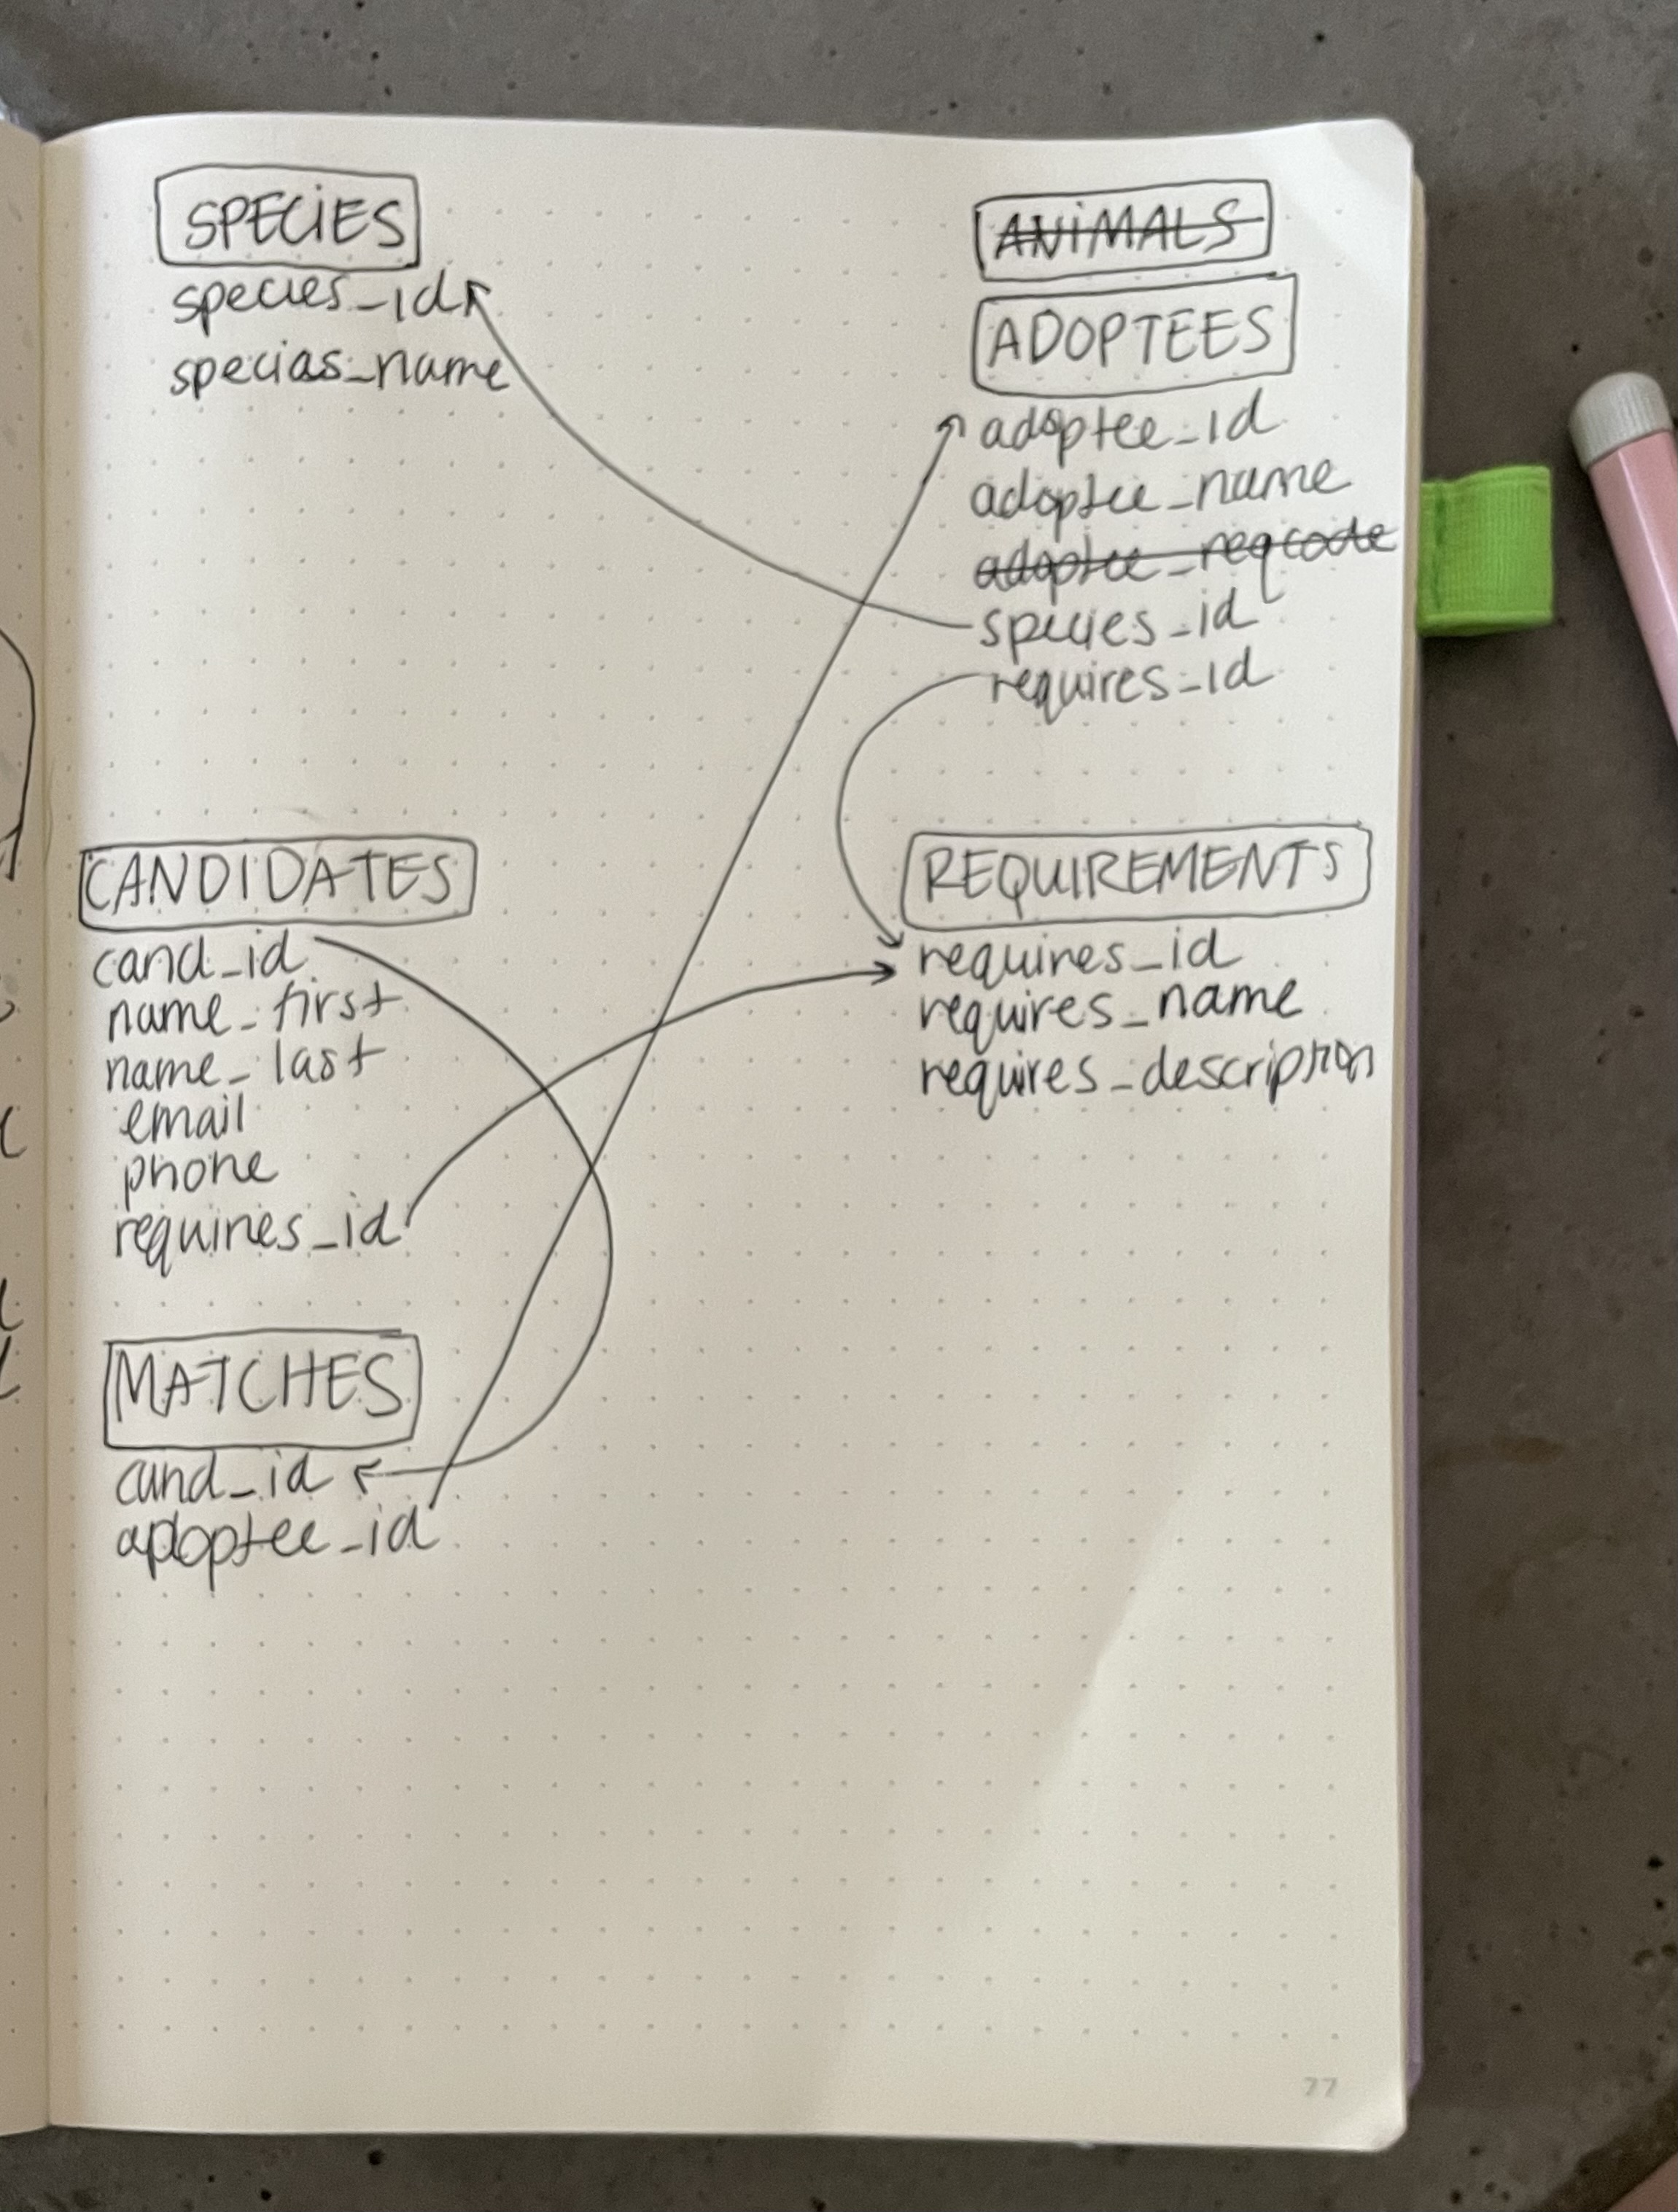 SPECIES
species_id
species_name
ANIMALS
ADOPTEES
adoptee_id
adoptee_name
adoptee_reqcode
species_id
requires_id
CANDIDATES
cand_id
name_first
name_last
email
phone
requires_id
REQUIREMENTS
requires_id
requires_name
requires_description
MATCHES
cand_id
adoptee_id
77